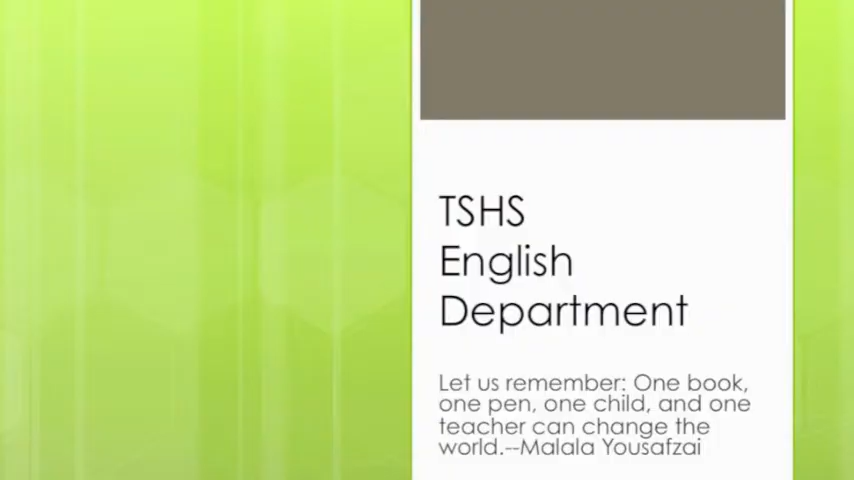 TSHS
English
Department
Let us remember: One book,
one pen, one child, and one
teacher can change the
world.--Malala Yousafzai